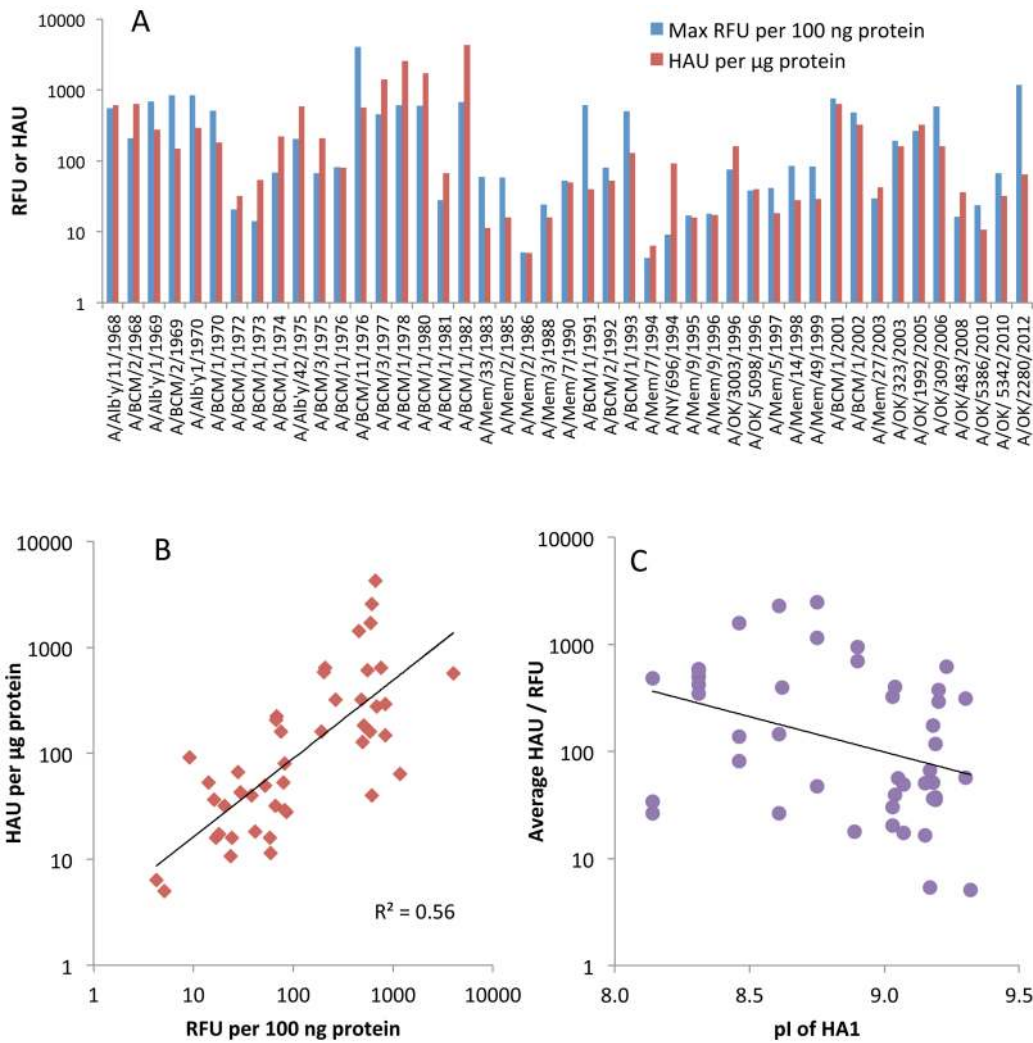 A
Max RFU per 100 ng protein
HAU per µg protein
RFU or HAU
10000
1000
100
10
1
A/Alb'y/11/1968
A/BCM/2/1968
A/Alb'y/1/1969
A/BCM/2/1969
A/Alb'y1/1970
A/BCM/1/1970
A/BCM/1/1972
A/BCM/1/1973
A/BCM/1/1974
A/Alb'y/42/1975
A/BCM/3/1975
A/BCM/1/1976
A/BCM/11/1976
A/BCM/3/1977
A/BCM/1/1978
A/BCM/1/1980
A/BCM/1/1981
A/BCM/1/1982
A/Mem/33/1983
A/Mem/2/1985
A/Mem/2/1986
A/Mem/3/1988
A/Mem/7/1990
A/BCM/1/1991
A/BCM/2/1992
A/BCM/1/1993
A/Mem/7/1994
A/NY/696/1994
A/Mem/9/1995
A/Mem/9/1996
A/OK/3003/1996
A/OK/ 5098/1996
A/Mem/5/1997
A/Mem/14/1998
A/Mem/49/1999
A/BCM/1/2001
A/BCM/1/2002
A/Mem/27/2003
A/OK/323/2003
A/OK/1992/2005
A/OK/309/2006
A/OK/483/2008
A/OK/5386/2010
A/OK/ 5342/2010
A/OK/2280/2012
B
HAU per µg protein
10000
1000
100
10
1
R² = 0.56
1 10 100 1000 10000
RFU per 100 ng protein
C
Average HAU / RFU
10000
1000
100
10
1
8.0 8.5 9.0 9.5
pI of HA1